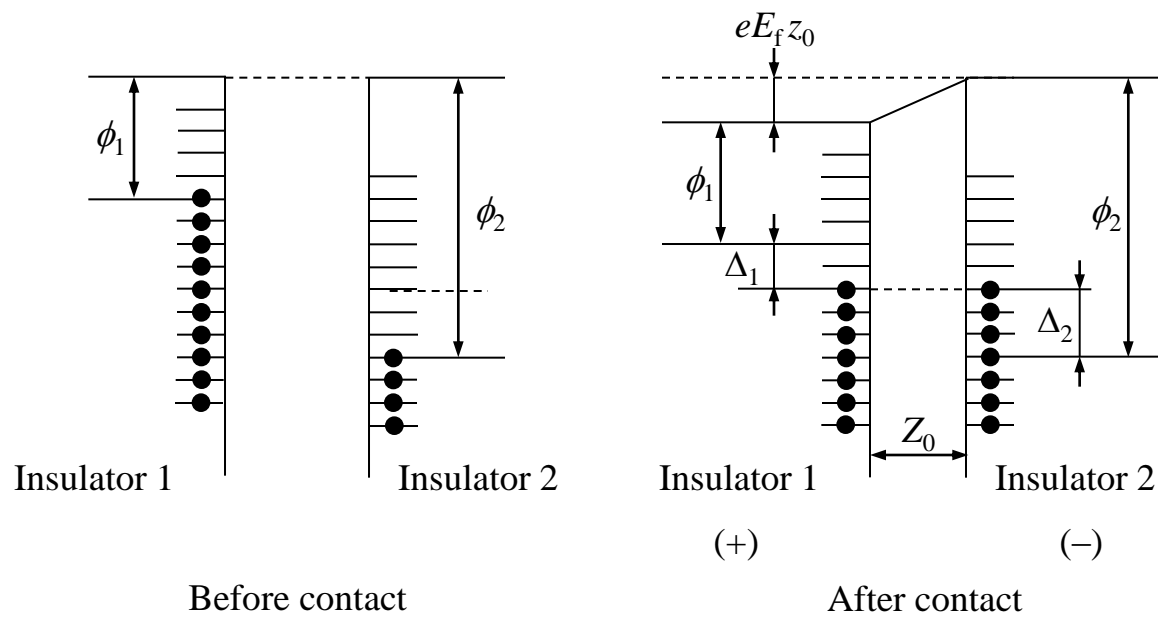 eE_f z_0
ϕ_1
ϕ_2
ϕ_1
Δ_1
ϕ_2
Δ_2
Z_0
Insulator 1
Insulator 2
Insulator 1
Insulator 2
(+)
(–)
Before contact
After contact